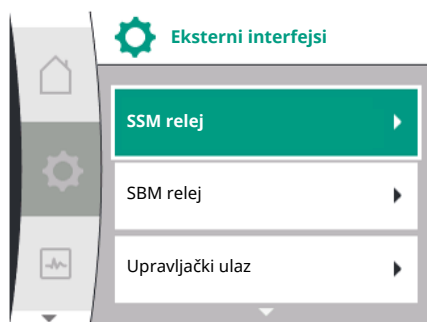 Eksterni interfejsi
SSM relej
SBM relej
Upravljački ulaz